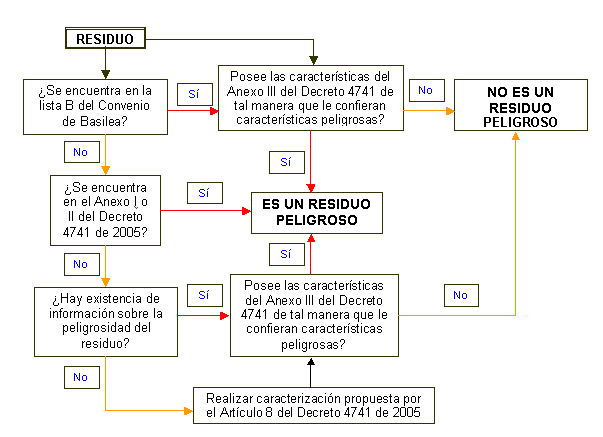 RESIDUO
¿Se encuentra en la
lista B del Convenio
de Basilea?
Sí
Posee las características del
Anexo III del Decreto 4741 de
tal manera que le confieran
características peligrosas?
No
NO ES UN
RESIDUO
PELIGROSO
No
Sí
¿Se encuentra
en el Anexo I o
II del Decreto
4741 de 2005?
Sí
ES UN RESIDUO
PELIGROSO
No
Sí
¿Hay existencia de
información sobre la
peligrosidad del
residuo?
Sí
Posee las características
del Anexo III del Decreto
4741 de tal manera que le
confieran características
peligrosas?
No
No
Realizar caracterización propuesta por
el Artículo 8 del Decreto 4741 de 2005